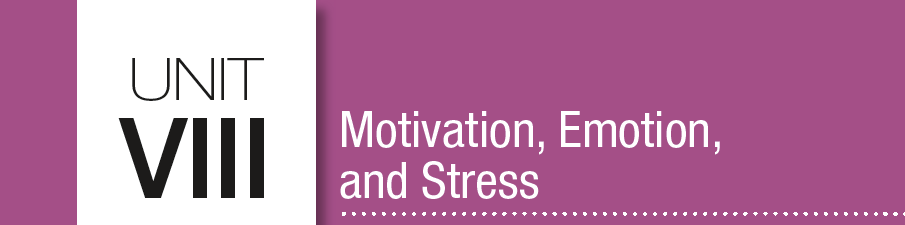 UNIT
VIII
Motivation, Emotion,
and Stress